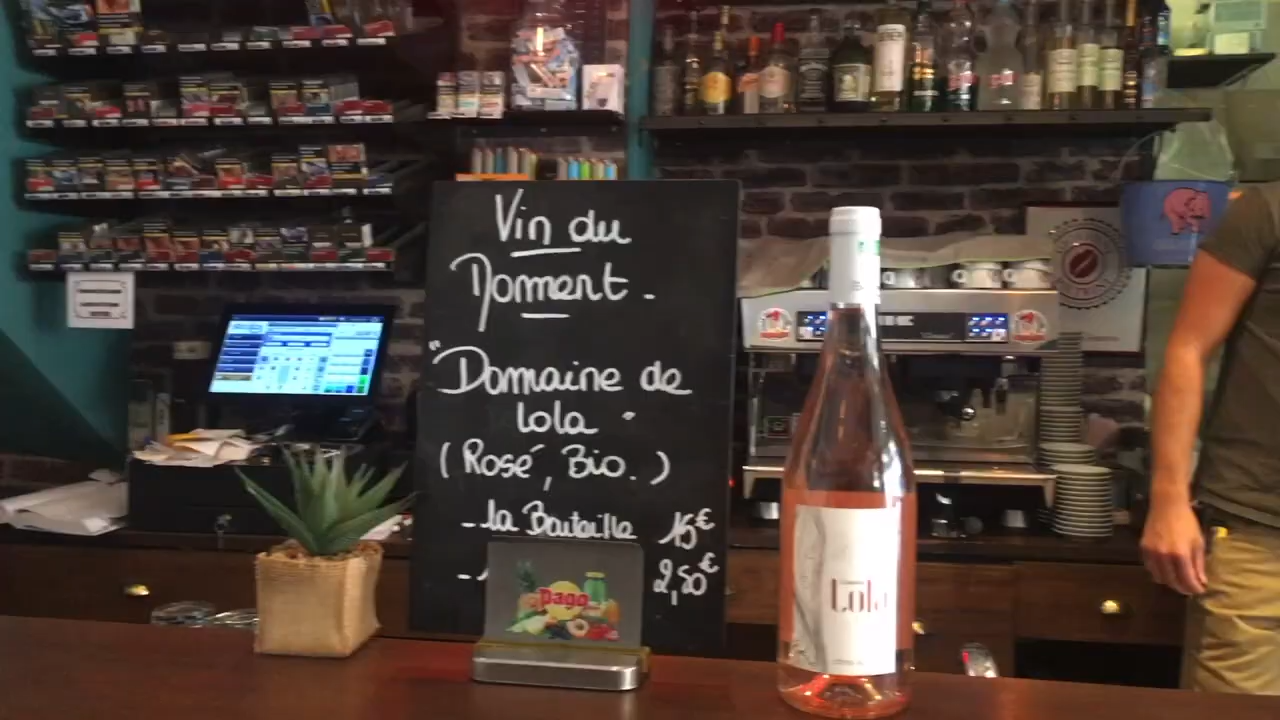 Vin du
Moment.
"Domaine de
Lola"
(Rosé, Bio.)
- La Bouteille 15€
- 2,50€
pago
Lola